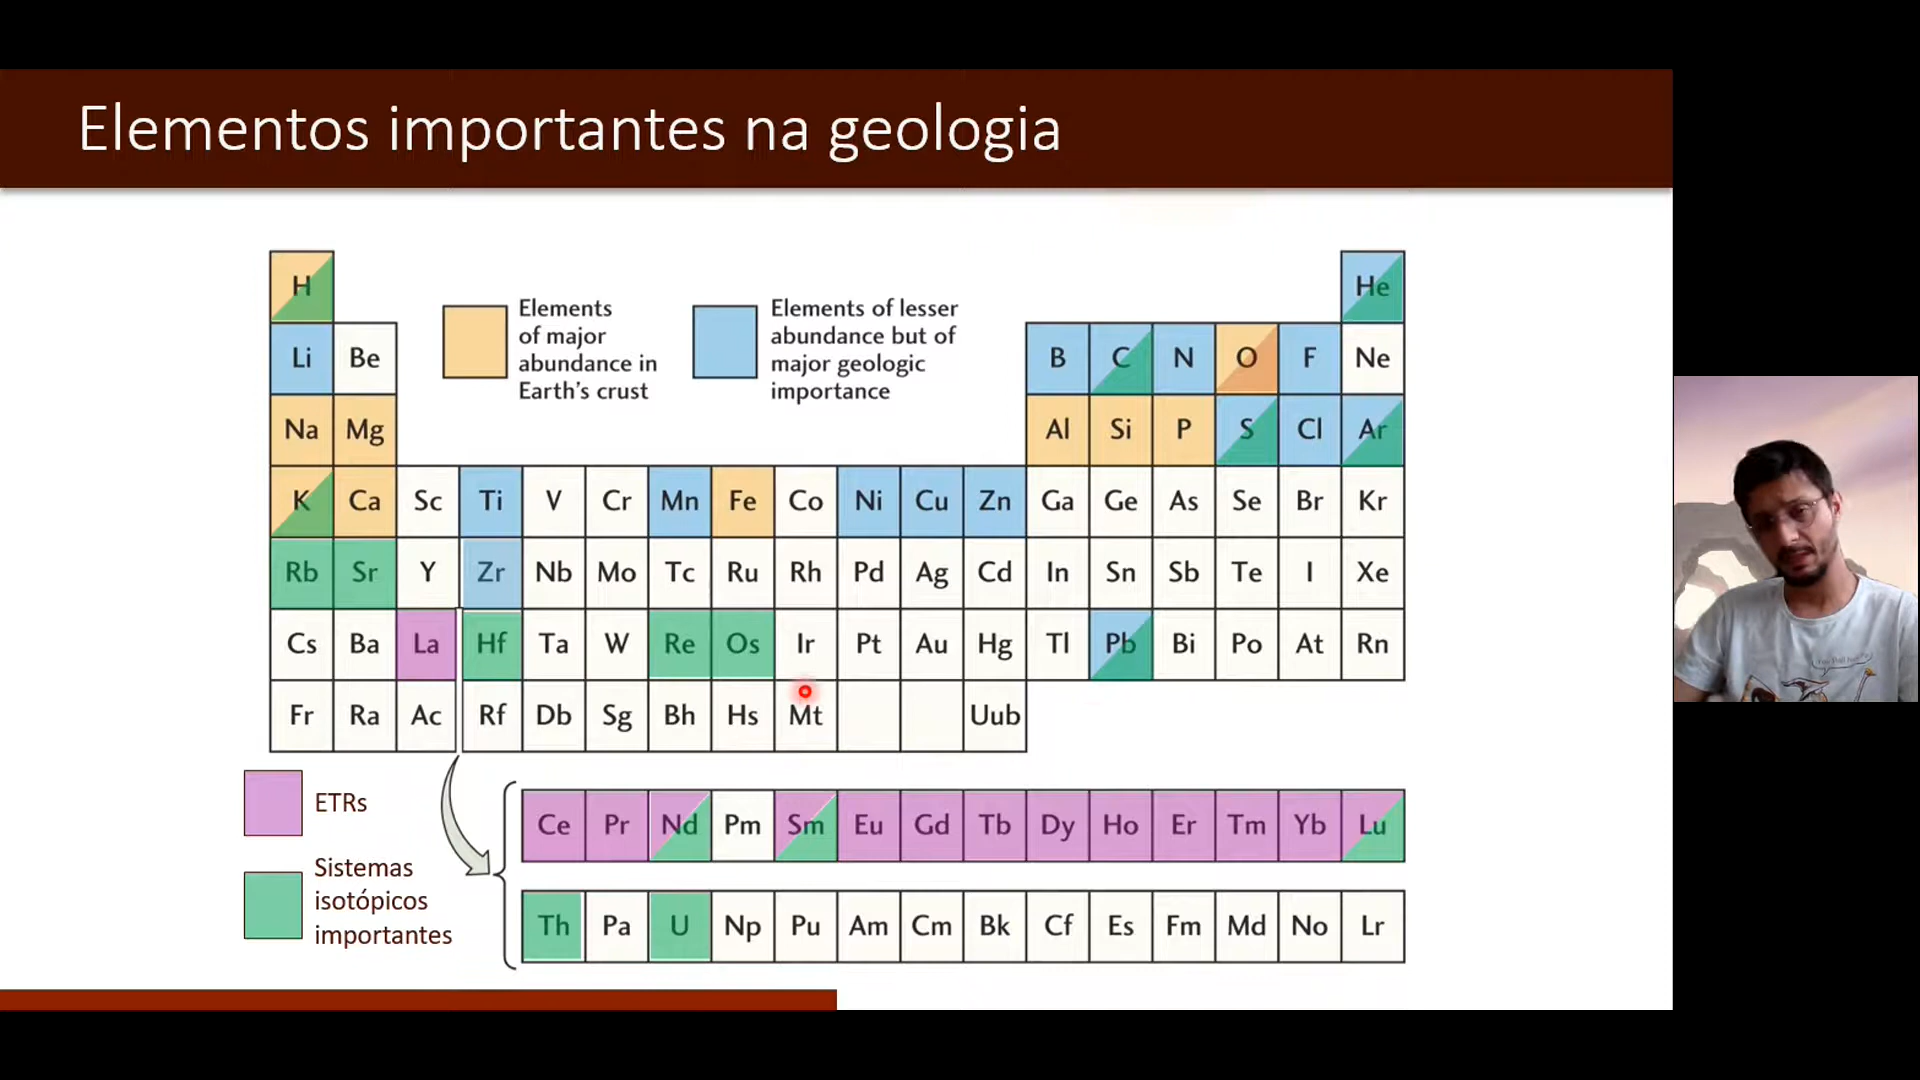 Elementos importantes na geologia
H He
Elements
of major
abundance in
Earth's crust
Elements of lesser
abundance but of
major geologic
importance
Li Be B C N O F Ne
Na Mg Al Si P S Cl Ar
K Ca Sc Ti V Cr Mn Fe Co Ni Cu Zn Ga Ge As Se Br Kr
Rb Sr Y Zr Nb Mo Tc Ru Rh Pd Ag Cd In Sn Sb Te I Xe
Cs Ba La Hf Ta W Re Os Ir Pt Au Hg Tl Pb Bi Po At Rn
Fr Ra Ac Rf Db Sg Bh Hs Mt Uub
ETRs
Sistemas
isotópicos
importantes
Ce Pr Nd Pm Sm Eu Gd Tb Dy Ho Er Tm Yb Lu
Th Pa U Np Pu Am Cm Bk Cf Es Fm Md No Lr